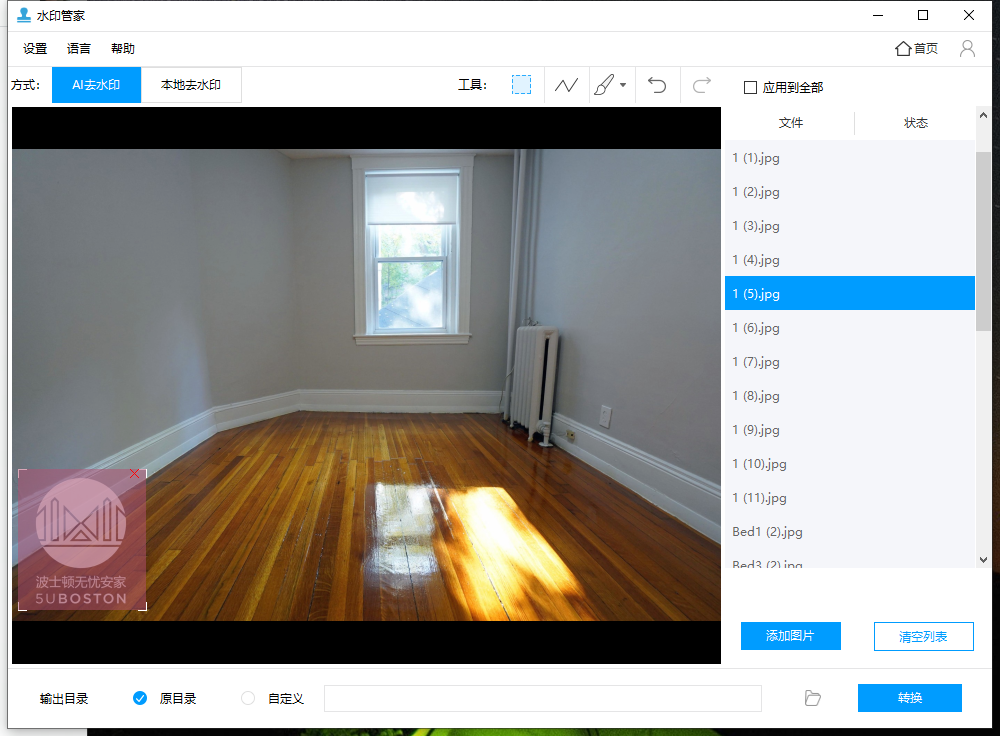 水印管家
设置 语言 帮助 首页
方式: AI去水印 本地去水印 工具: 应用到全部
文件 状态
1 (1).jpg
1 (2).jpg
1 (3).jpg
1 (4).jpg
1 (5).jpg
1 (6).jpg
1 (7).jpg
1 (8).jpg
1 (9).jpg
1 (10).jpg
1 (11).jpg
Bed1 (2).jpg
Bed3 (2).jpg
波士顿无忧安家
5UBOSTON
添加图片 清空列表
输出目录 原目录 自定义 转换